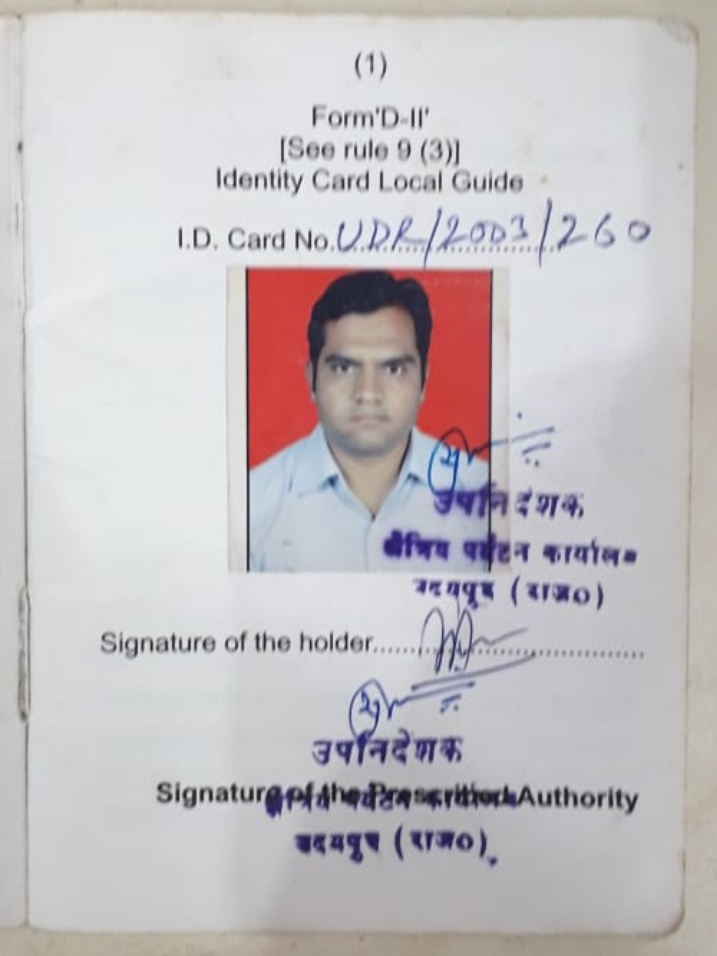 (1)
Form'D-II'
[See rule 9 (3)]
Identity Card Local Guide
I.D. Card No. UDR/2003/260
उपनिदेशक
क्षेत्रिय पर्यटन कार्याल
उदयपुर (राज०)
Signature of the holder
उपनिदेशक
Signature of the Prescribed Authority
उदयपुर (राज०)